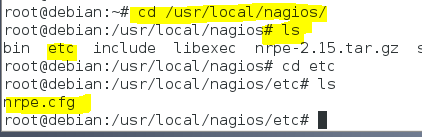 root@debian:~# cd /usr/local/nagios/
root@debian:/usr/local/nagios# ls
bin etc include libexec nrpe-2.15.tar.gz s
root@debian:/usr/local/nagios# cd etc
root@debian:/usr/local/nagios/etc# ls
nrpe.cfg
root@debian:/usr/local/nagios/etc#